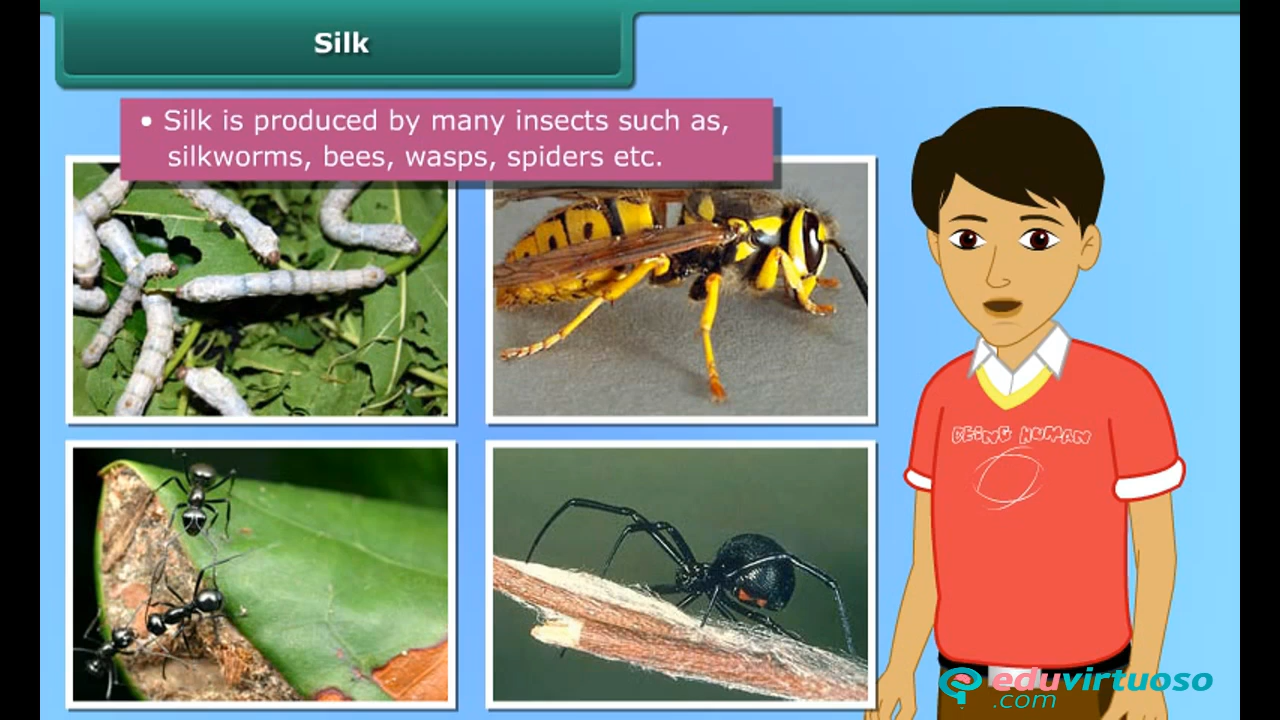 Silk
• Silk is produced by many insects such as,
silkworms, bees, wasps, spiders etc.
BEING HUMAN
eduvirtuoso
.com